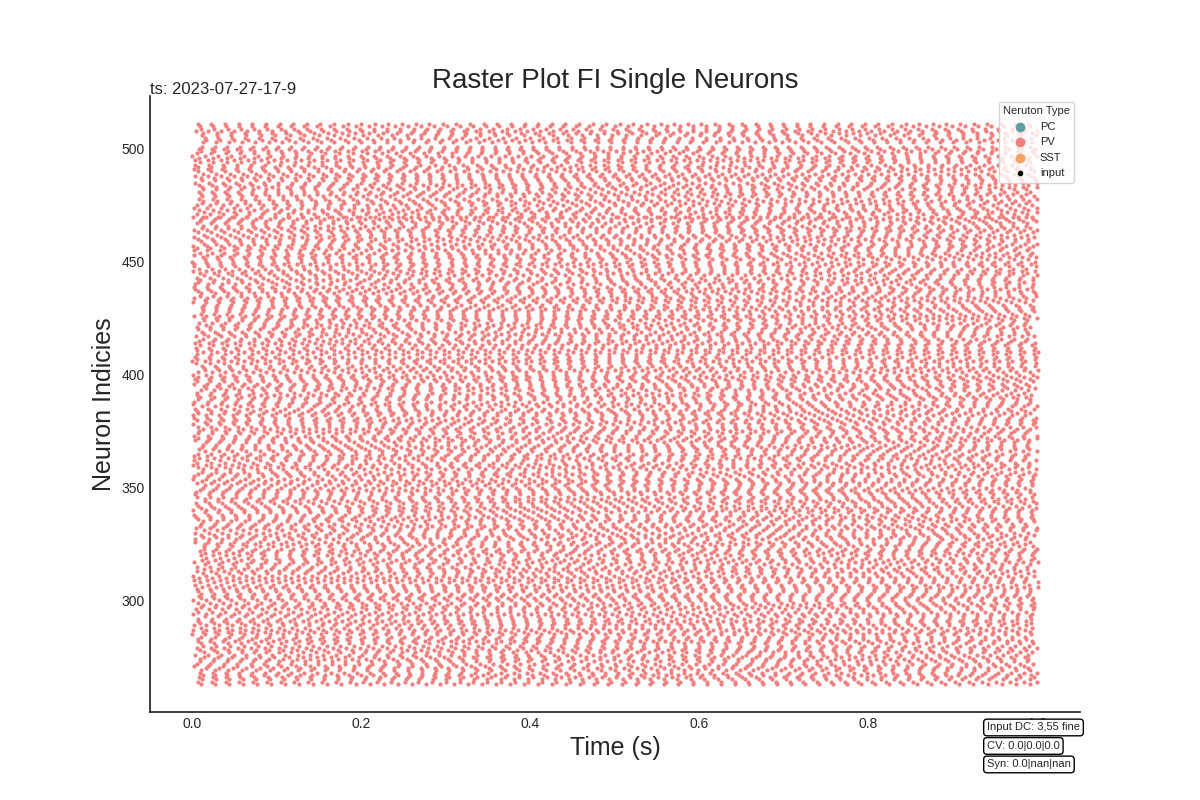 Raster Plot FI Single Neurons
ts: 2023-07-27-17-9
Neruton Type
PC
PV
SST
input
Neuron Indicies
500
450
400
350
300
0.0 0.2 0.4 0.6 0.8
Time (s)
Input DC: 3,55 fine
CV: 0.0|0.0|0.0
Syn: 0.0|nan|nan